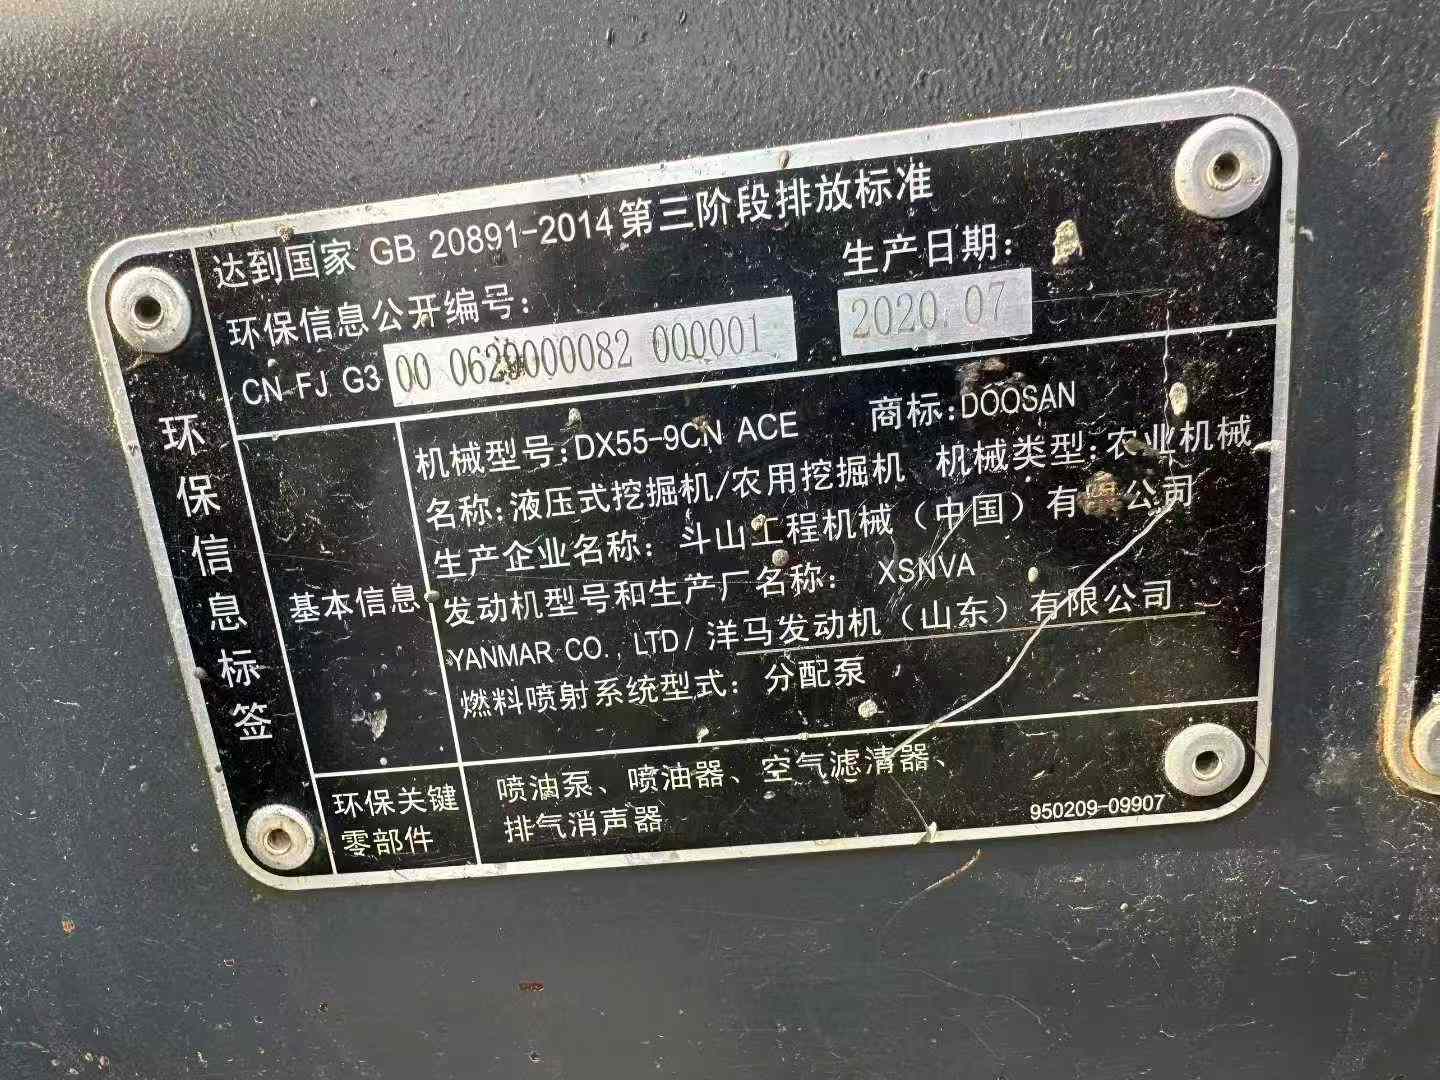 达到国家 GB 20891-2014第三阶段排放标准
环保信息公开编号：
生产日期：
CN FJ G3 00 0629000082 000001
2020.07
环保信息标签
基本信息
机械型号：DX55-9CN ACE 商标：DOOSAN
名称：液压式挖掘机/农用挖掘机 机械类型：农业机械
生产企业名称：斗山工程机械（中国）有 公司
发动机型号和生产厂名称： XSNVA
YANMAR CO.，LTD/洋马发动机（山东）有限公司
燃料喷射系统型式：分配泵
环保关键
零部件
喷油泵、喷油器、空气滤清器、
排气消声器
950209-09907